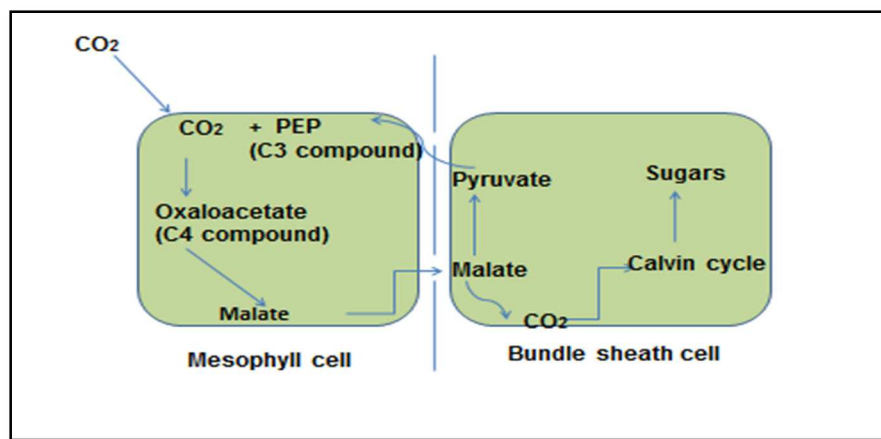 CO2
CO2 + PEP
(C3 compound)
Oxaloacetate
(C4 compound)
Malate
Mesophyll cell
Pyruvate
Sugars
Malate
Calvin cycle
CO2
Bundle sheath cell